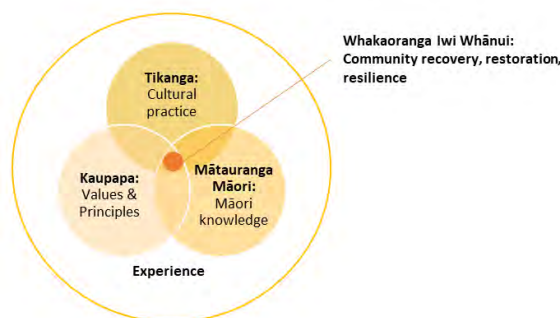 Whakaoranga Iwi Whānui:
Community recovery, restoration,
resilience
Tikanga:
Cultural
practice
Kaupapa:
Values &
Principles
Mātauranga
Māori:
Māori
knowledge
Experience